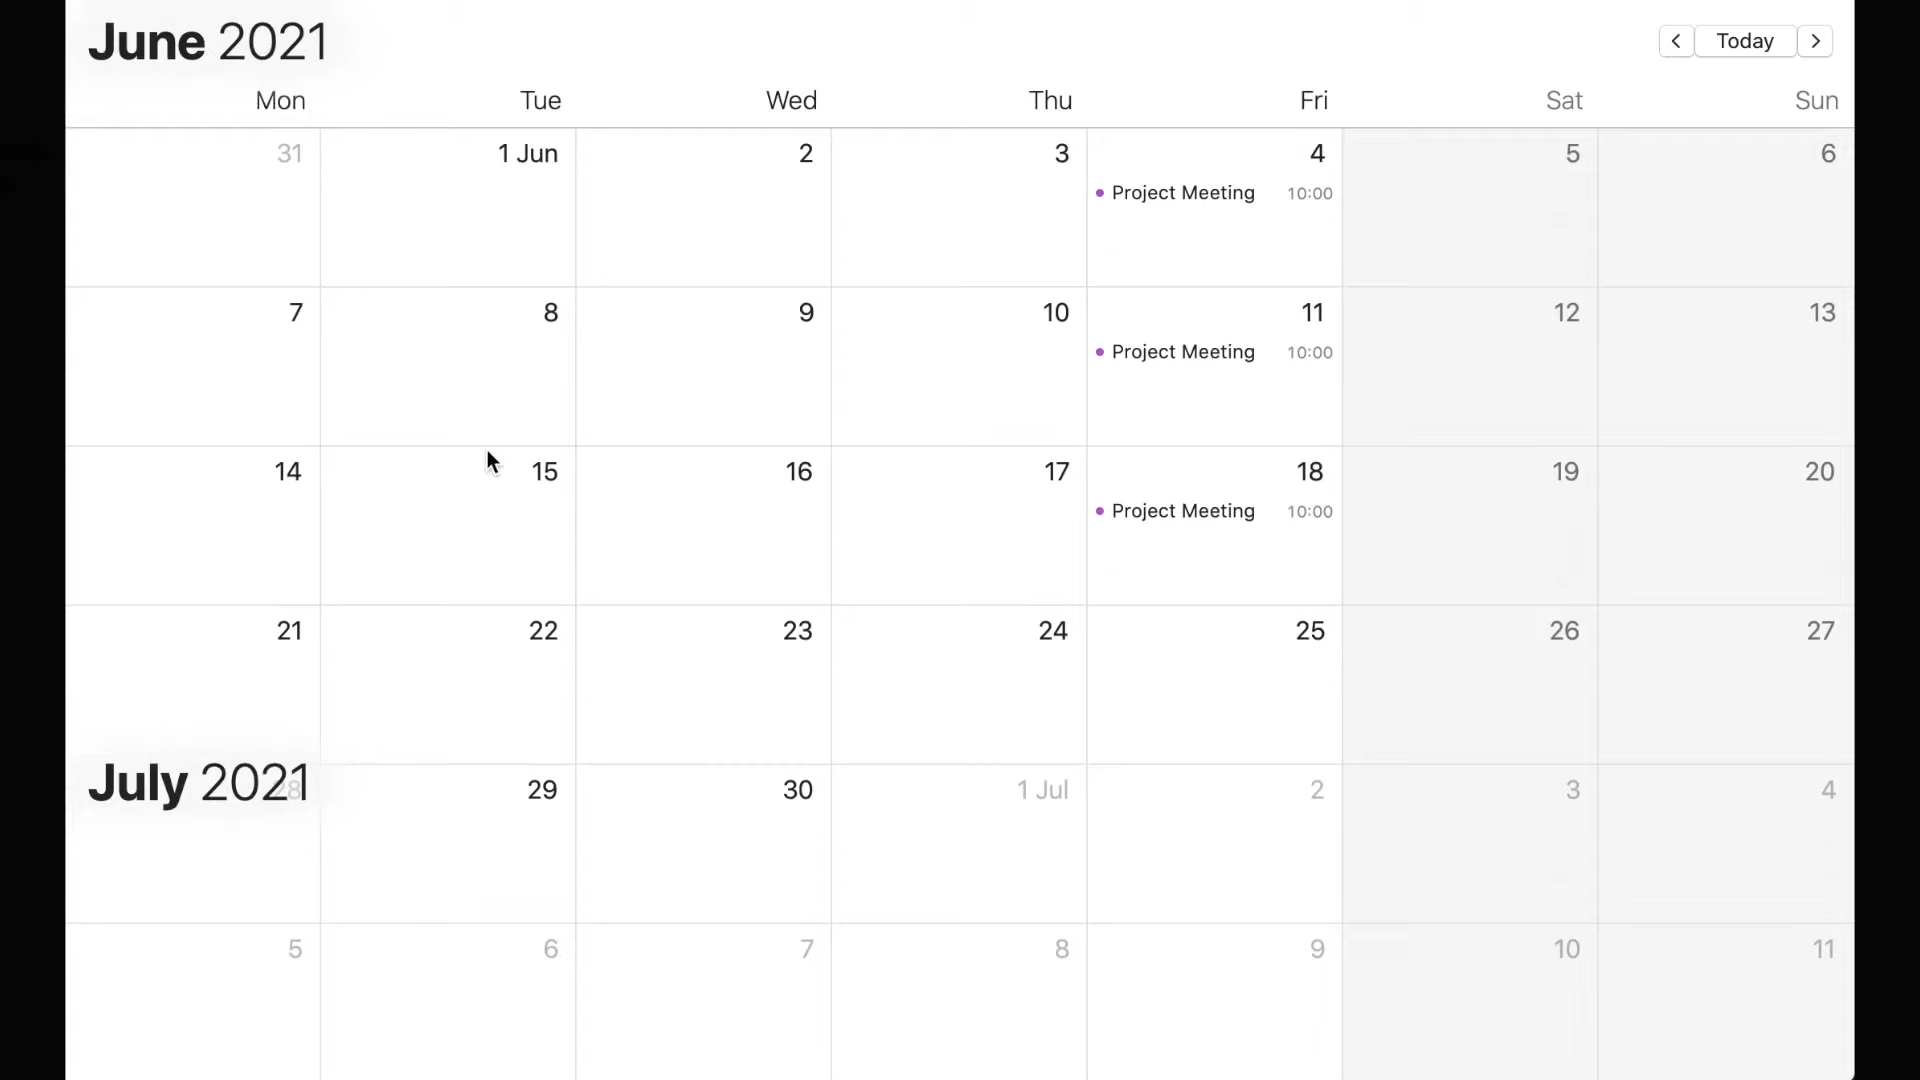 June 2021
< Today >
Mon Tue Wed Thu Fri Sat Sun
31 1 Jun 2 3 4 5 6
Project Meeting 10:00
7 8 9 10 11 12 13
Project Meeting 10:00
14 15 16 17 18 19 20
Project Meeting 10:00
21 22 23 24 25 26 27
July 2021
28 29 30 1 Jul 2 3 4
5 6 7 8 9 10 11